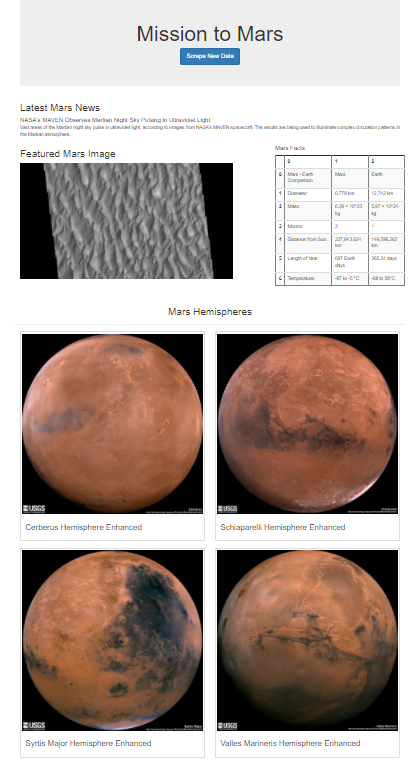 Mission to Mars
Scrape New Data
Latest Mars News
NASA's MAVEN Observes Martian Night Sky Pulsing in Ultraviolet Light
Vast areas of the Martian night sky pulse in ultraviolet light, according to images from NASA's MAVEN spacecraft. The results are being used to illuminate complex circulation patterns in
the Martian atmosphere.
Featured Mars Image
Mars Facts
0 1 2
0 Mars - Earth Comparison Mars Earth
1 Diameter: 6,779 km 12,742 km
2 Mass: 6.39 × 10^23 kg 5.97 × 10^24 kg
3 Moons: 2 1
4 Distance from Sun: 227,943,824 km 149,598,262 km
5 Length of Year: 687 Earth days 365.24 days
6 Temperature: -87 to -5 °C -88 to 58°C
Mars Hemispheres
USGS
Cerberus Hemisphere Enhanced
USGS
Schiaparelli Hemisphere Enhanced
USGS
Syrtis Major Hemisphere Enhanced
USGS
Valles Marineris Hemisphere Enhanced